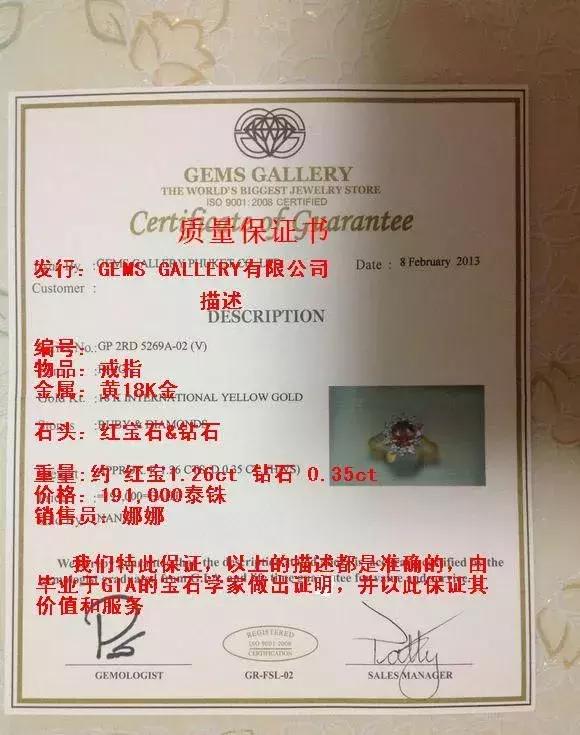 GEMS GALLERY
THE WORLD'S BIGGEST JEWELRY STORE
ISO 9001:2008 CERTIFIED
Certificate of Guarantee
质量保证书
发行：GEMS GALLERY有限公司
Date : 8 February 2013
Customer :
描述
DESCRIPTION
编号：
No.:GP 2RD 5269A-02 (V)
物品：戒指
金属：黄18K金
INTERNATIONAL YELLOW GOLD
石头：红宝石&钻石
RUBY & DIAMONDS
重量:约 红宝1.26ct 钻石 0.35ct
价格：191,000泰铢
销售员：娜娜
我们特此保证，以上的描述都是准确的，由
毕业于GIA的宝石学家做出证明，并以此保证其
价值和服务
REGISTERED
ISO 9001:2008
CERTIFICATION
GEMOLOGIST
GR-FSL-02
SALES MANAGER